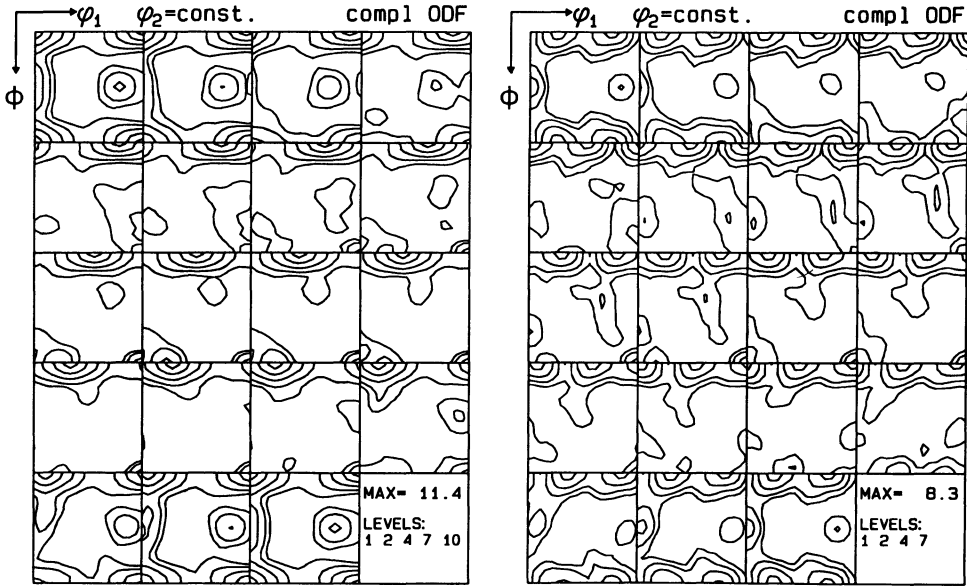 φ₁ φ₂=const. compl ODF
Φ
MAX= 11.4
LEVELS:
1 2 4 7 10
φ₁ φ₂=const. compl ODF
Φ
MAX= 8.3
LEVELS:
1 2 4 7